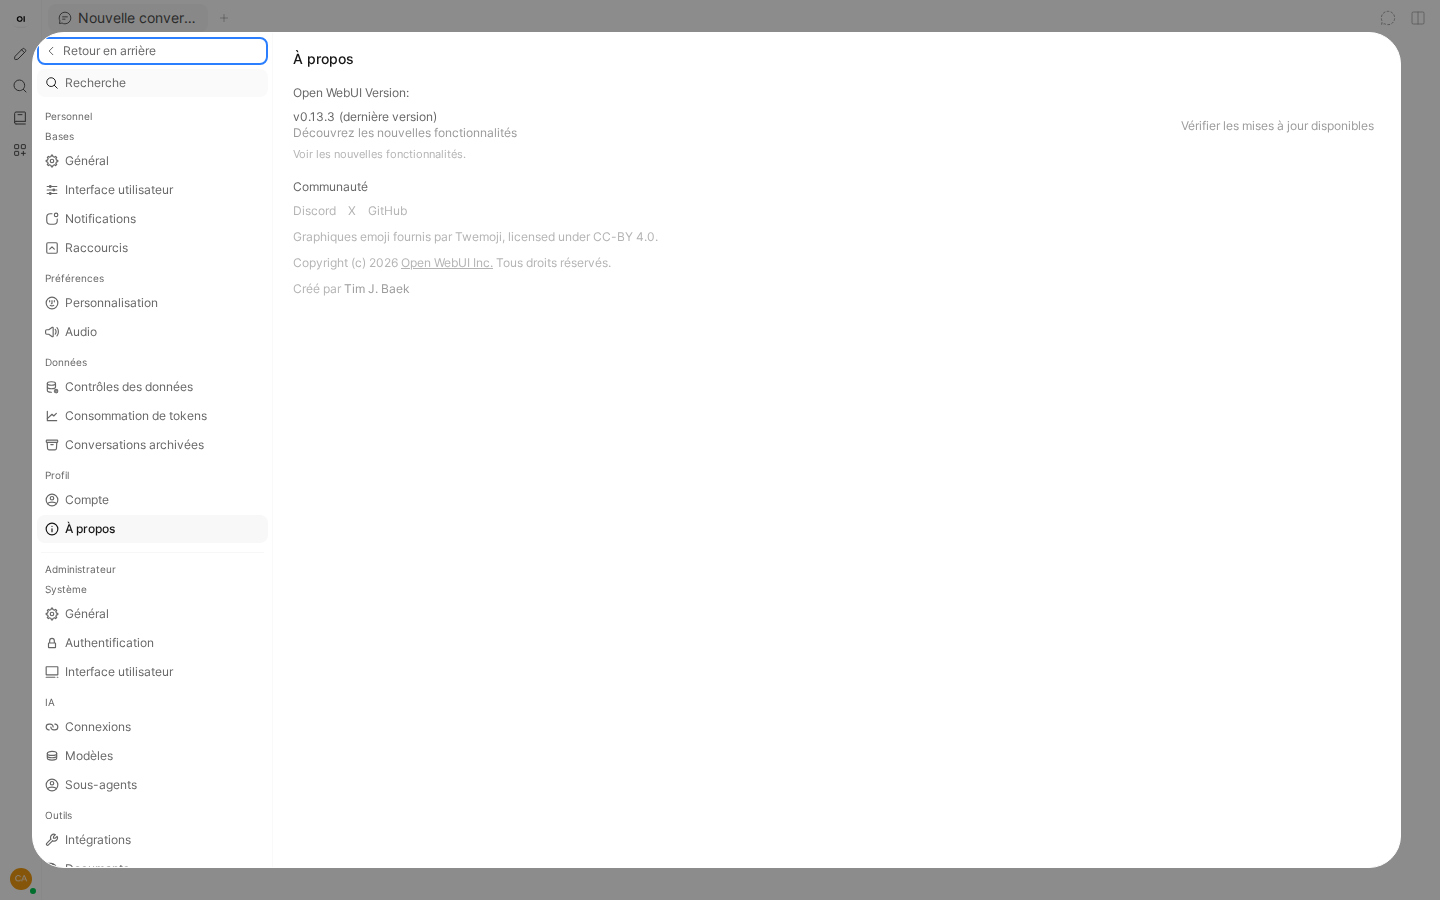 OI
Nouvelle conver...
Retour en arrière
Recherche
Personnel
Bases
Général
Interface utilisateur
Notifications
Raccourcis
Préférences
Personnalisation
Audio
Données
Contrôles des données
Consommation de tokens
Conversations archivées
Profil
Compte
À propos
Administrateur
Système
Général
Authentification
Interface utilisateur
IA
Connexions
Modèles
Sous-agents
Outils
Intégrations
CA
À propos
Open WebUI Version:
v0.13.3 (dernière version)
Découvrez les nouvelles fonctionnalités
Vérifier les mises à jour disponibles
Voir les nouvelles fonctionnalités.
Communauté
Discord X GitHub
Graphiques emoji fournis par Twemoji, licensed under CC-BY 4.0.
Copyright (c) 2026 Open WebUI Inc. Tous droits réservés.
Créé par Tim J. Baek